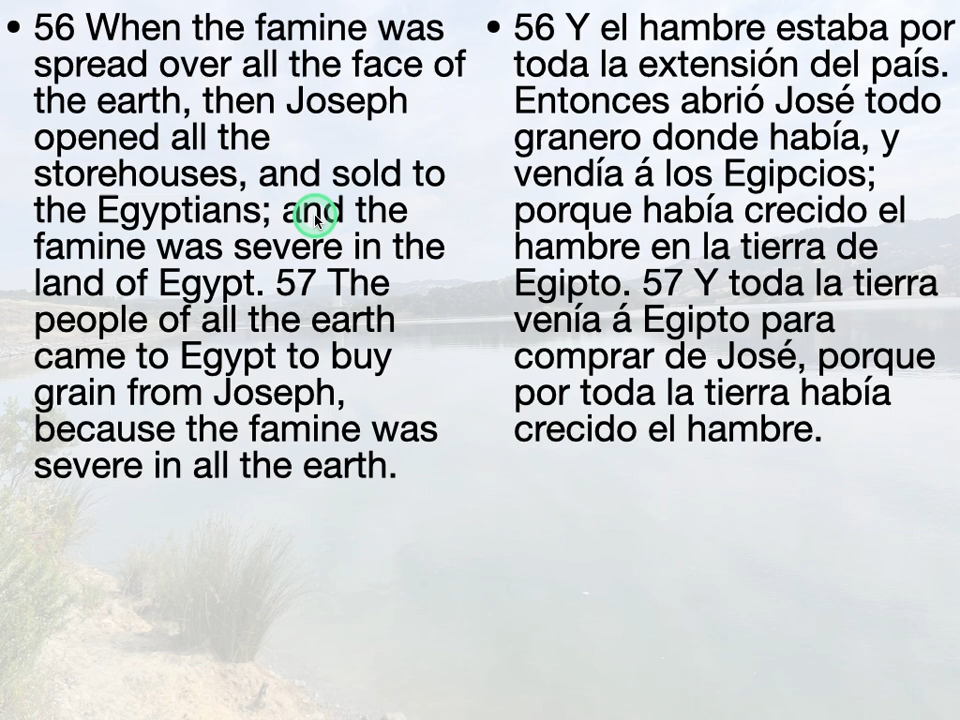 • 56 When the famine was
spread over all the face of
the earth, then Joseph
opened all the
storehouses, and sold to
the Egyptians; and the
famine was severe in the
land of Egypt. 57 The
people of all the earth
came to Egypt to buy
grain from Joseph,
because the famine was
severe in all the earth.
• 56 Y el hambre estaba por
toda la extensión del país.
Entonces abrió José todo
granero donde había, y
vendía á los Egipcios;
porque había crecido el
hambre en la tierra de
Egipto. 57 Y toda la tierra
venía á Egipto para
comprar de José, porque
por toda la tierra había
crecido el hambre.